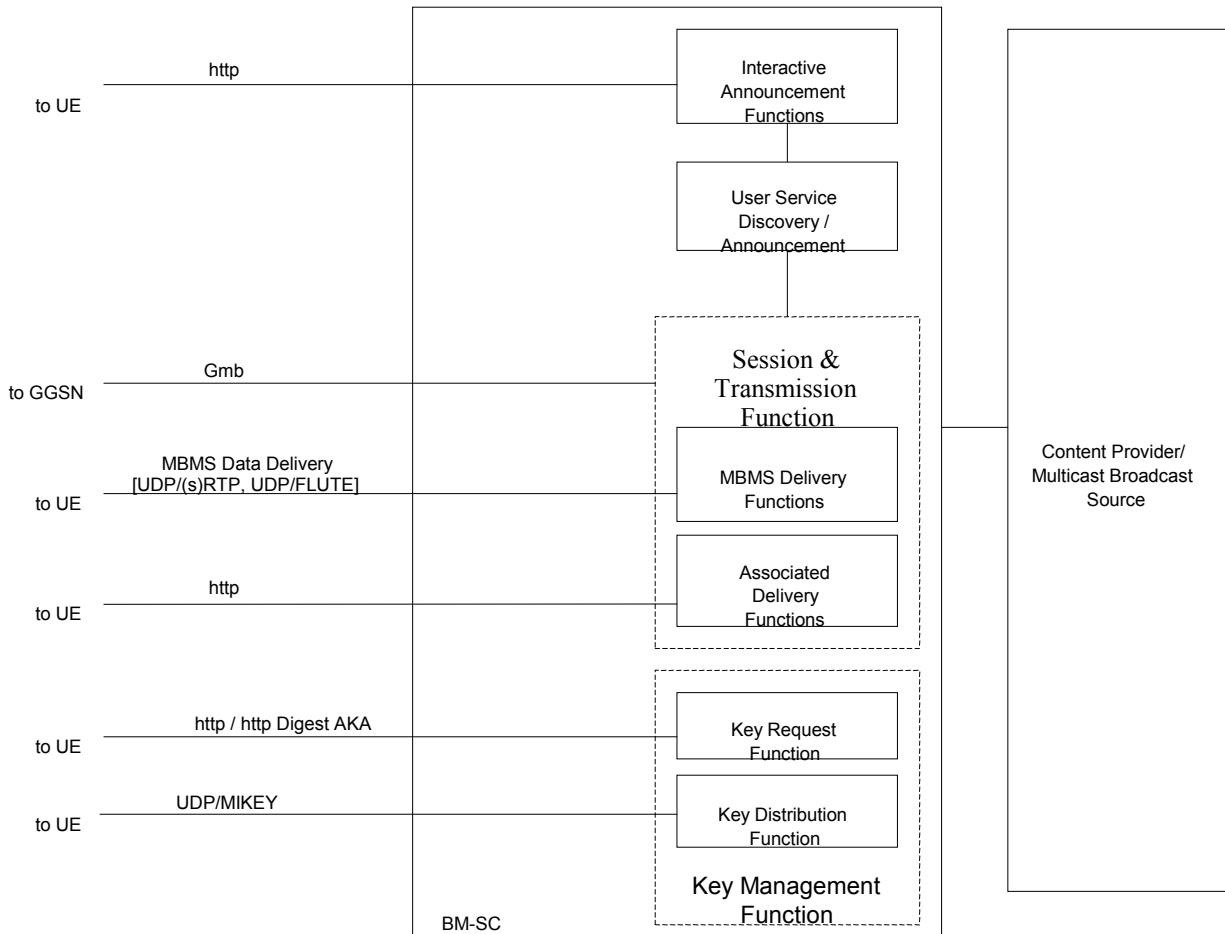 http
to UE
Interactive
Announcement
Functions
User Service
Discovery /
Announcement
Gmb
to GGSN
Session &
Transmission
Function
MBMS Data Delivery
[UDP/(s)RTP, UDP/FLUTE]
to UE
MBMS Delivery
Functions
Content Provider/
Multicast Broadcast
Source
http
to UE
Associated
Delivery
Functions
http / http Digest AKA
to UE
Key Request
Function
UDP/MIKEY
to UE
Key Distribution
Function
Key Management
Function
BM-SC